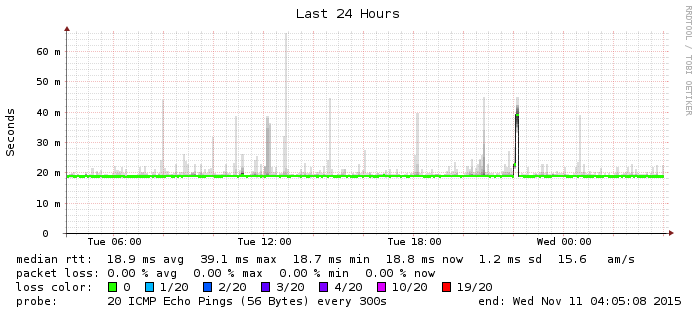 Last 24 Hours
RRDTOOL / TOBI OETIKER
Seconds
60 m
50 m
40 m
30 m
20 m
10 m
0
Tue 06:00 Tue 12:00 Tue 18:00 Wed 00:00
median rtt: 18.9 ms avg 39.1 ms max 18.7 ms min 18.8 ms now 1.2 ms sd 15.6 am/s
packet loss: 0.00 % avg 0.00 % max 0.00 % min 0.00 % now
loss color: 0 1/20 2/20 3/20 4/20 10/20 19/20
probe: 20 ICMP Echo Pings (56 Bytes) every 300s end: Wed Nov 11 04:05:08 2015